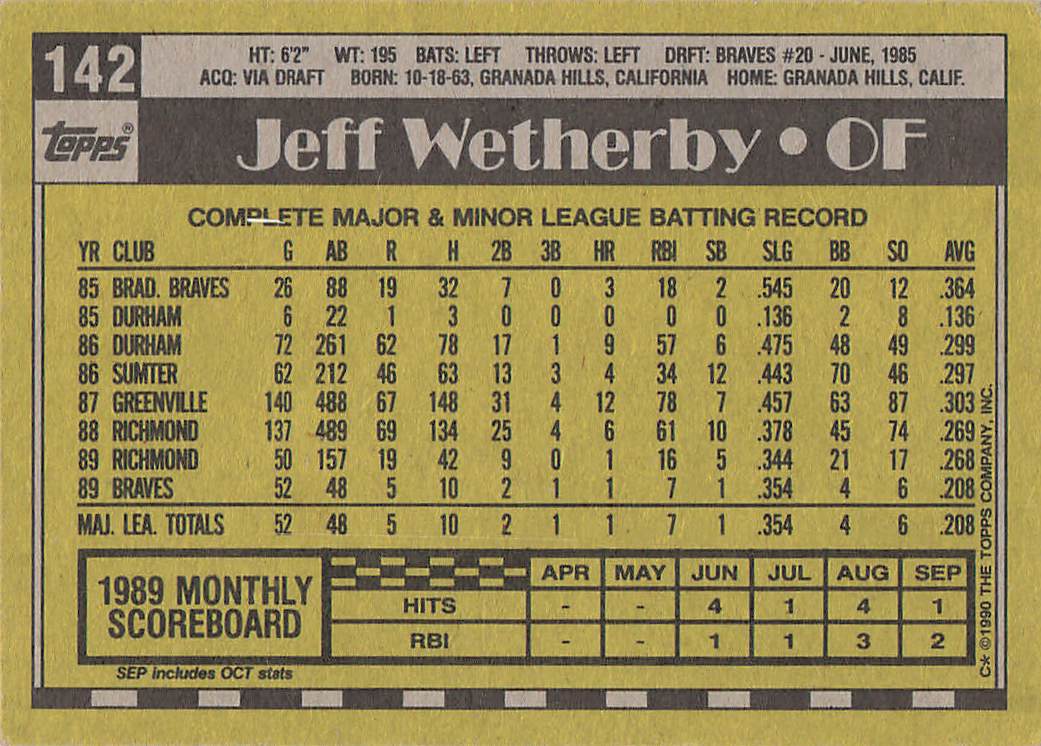 142
HT: 6'2" WT: 195 BATS: LEFT THROWS: LEFT DRFT: BRAVES #20 - JUNE, 1985
ACQ: VIA DRAFT BORN: 10-18-63, GRANADA HILLS, CALIFORNIA HOME: GRANADA HILLS, CALIF.
topps®
Jeff Wetherby • OF
COMPLETE MAJOR & MINOR LEAGUE BATTING RECORD
YR CLUB G AB R H 2B 3B HR RBI SB SLG BB SO AVG
85 BRAD. BRAVES 26 88 19 32 7 0 3 18 2 .545 20 12 .364
85 DURHAM 6 22 1 3 0 0 0 0 0 .136 2 8 .136
86 DURHAM 72 261 62 78 17 1 9 57 6 .475 48 49 .299
86 SUMTER 62 212 46 63 13 3 4 34 12 .443 70 46 .297
87 GREENVILLE 140 488 67 148 31 4 12 78 7 .457 63 87 .303
88 RICHMOND 137 489 69 134 25 4 6 61 10 .378 45 74 .269
89 RICHMOND 50 157 19 42 9 0 1 16 5 .344 21 17 .268
89 BRAVES 52 48 5 10 2 1 1 7 1 .354 4 6 .208
MAJ. LEA. TOTALS 52 48 5 10 2 1 1 7 1 .354 4 6 .208
1989 MONTHLY
SCOREBOARD
APR MAY JUN JUL AUG SEP
HITS - - 4 1 4 1
RBI - - 1 1 3 2
SEP includes OCT stats
C* ©1990 THE TOPPS COMPANY, INC.